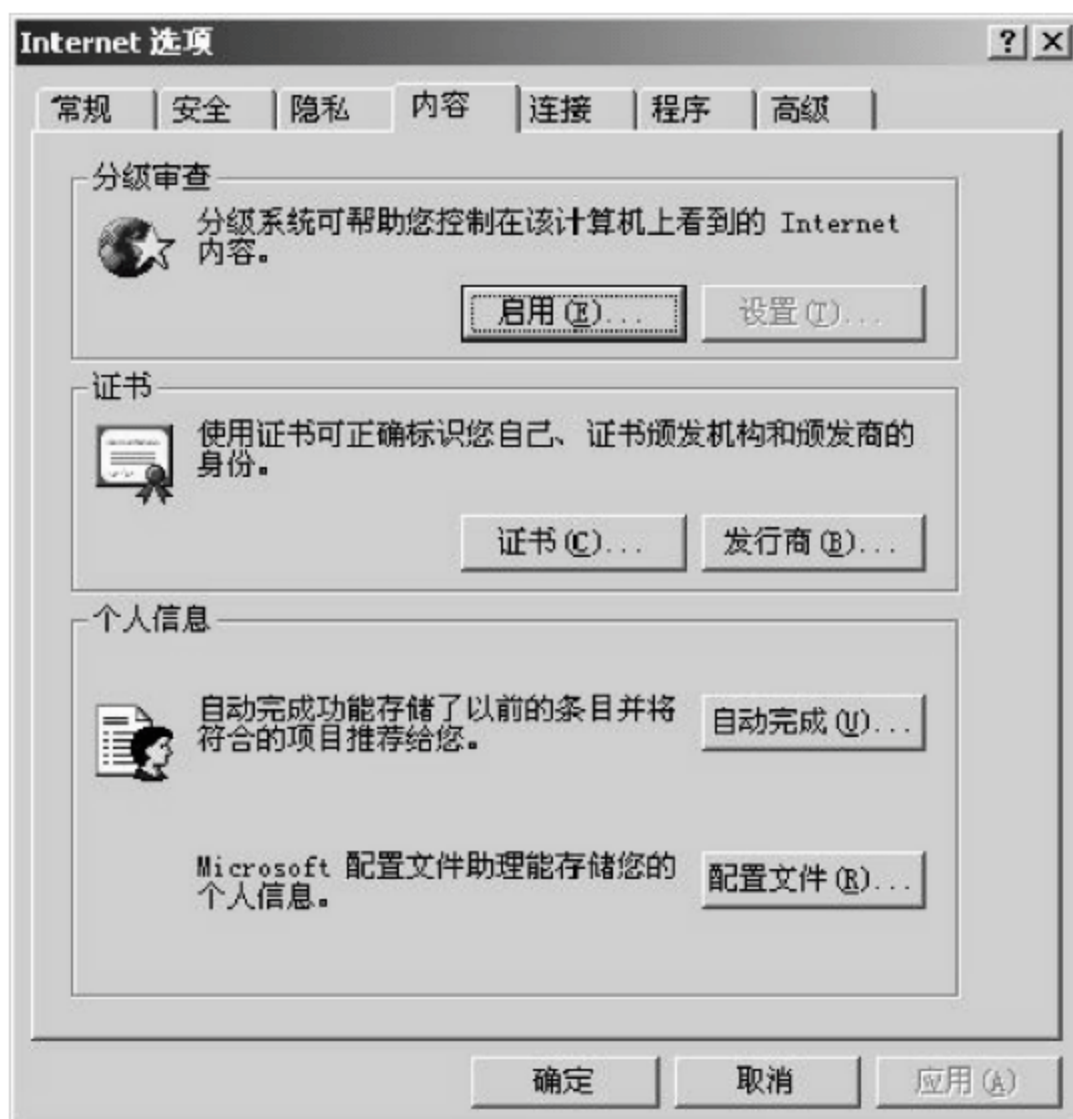 Internet 选项
常规 安全 隐私 内容 连接 程序 高级
分级审查
分级系统可帮助您控制在该计算机上看到的 Internet
内容。
启用(E)... 设置(T)...
证书
使用证书可正确标识您自己、证书颁发机构和颁发商的
身份。
证书(C)... 发行商(B)...
个人信息
自动完成功能存储了以前的条目并将
符合的项目推荐给您。
自动完成(U)...
Microsoft 配置文件助理能存储您的
个人信息。
配置文件(R)...
确定 取消 应用(A)